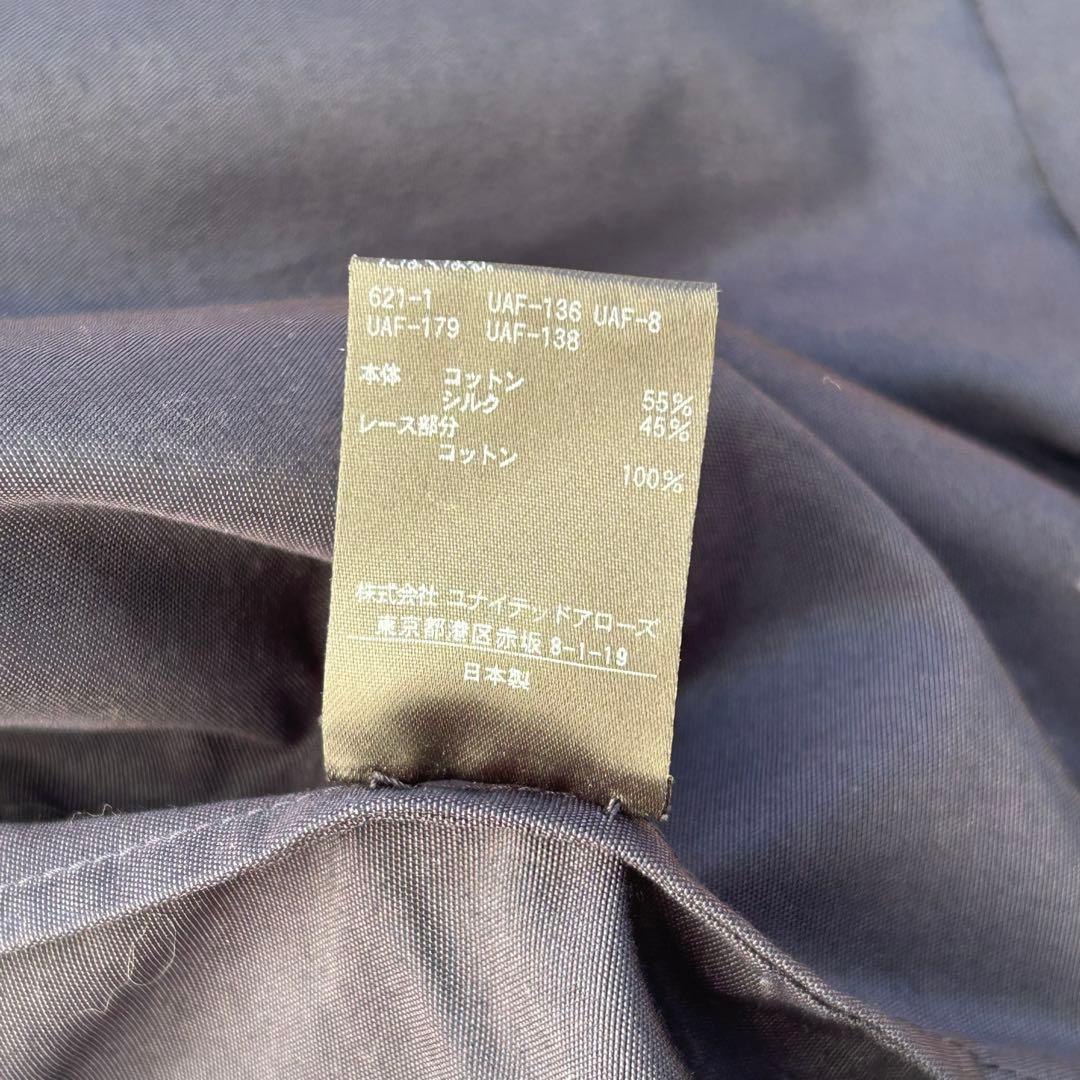 621-1 UAF-136 UAF-8
UAF-179 UAF-138
本体 コットン 55%
シルク 45%
レース部分
コットン 100%
株式会社 ユナイテッドアローズ
東京都港区赤坂 8-1-19
日本製